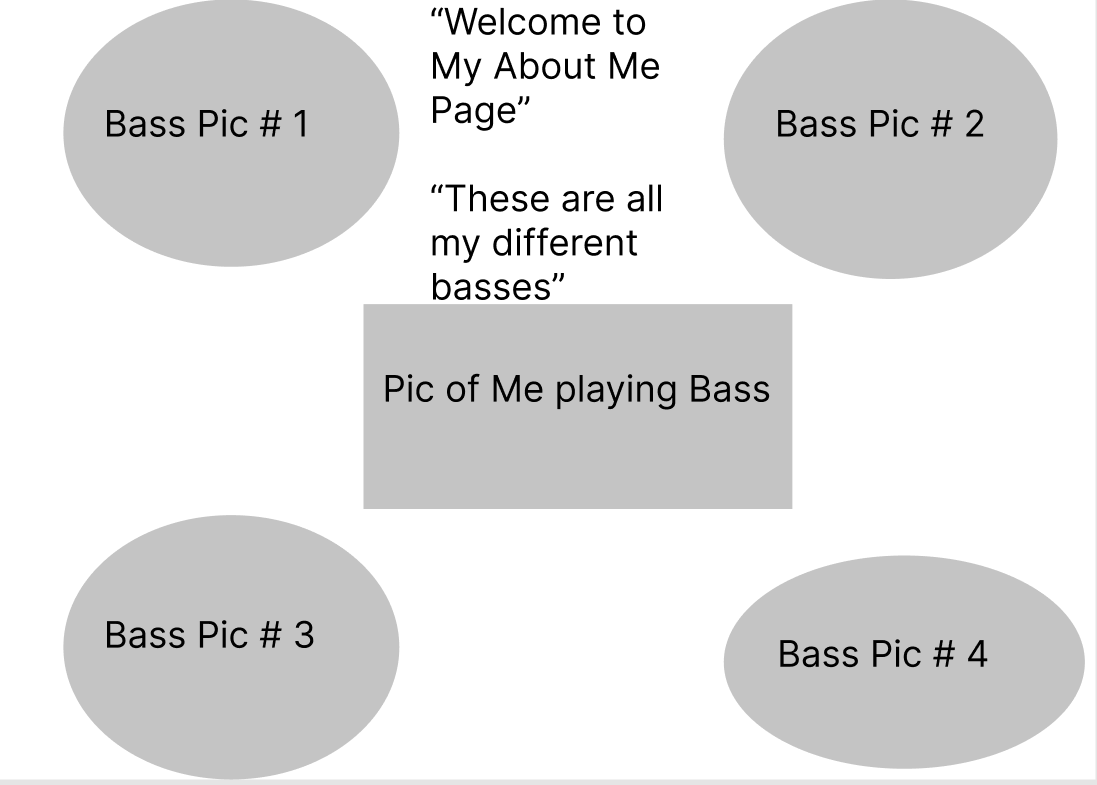 “Welcome to
My About Me
Page”
Bass Pic # 1
Bass Pic # 2
“These are all
my different
basses”
Pic of Me playing Bass
Bass Pic # 3
Bass Pic # 4